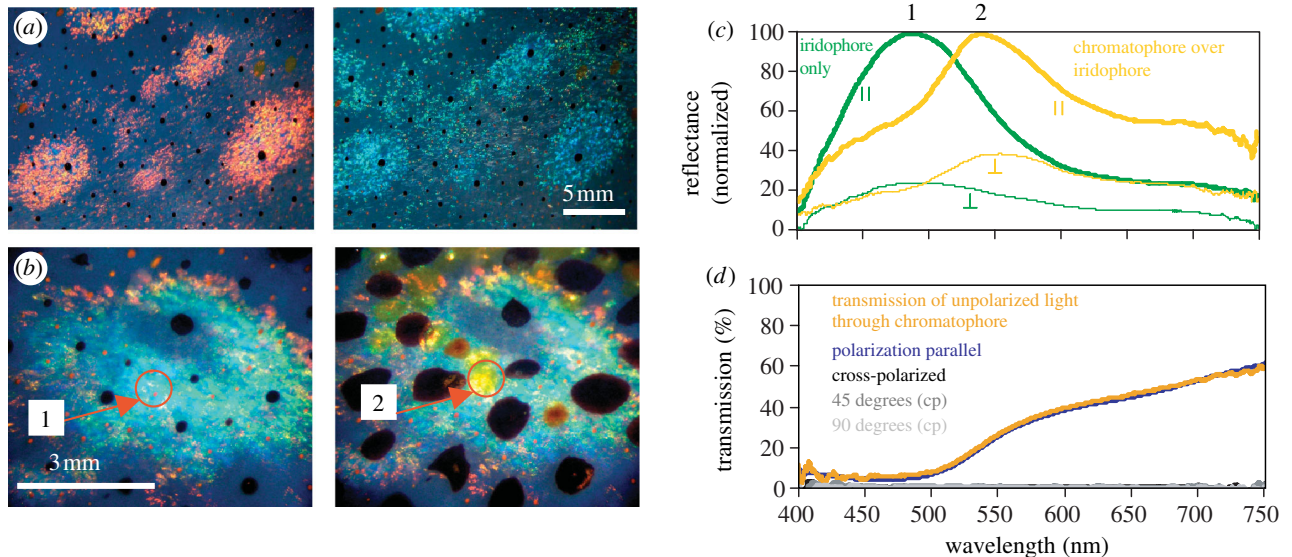 (a)
5 mm
(b)
1
3 mm
2
(c)
1 2
reflectance
(normalized)
100
80
60
40
20
0
iridophore
only
chromatophore over
iridophore
||
||
⊥
⊥
(d)
transmission (%)
100
80
60
40
20
0
transmission of unpolarized light
through chromatophore
polarization parallel
cross-polarized
45 degrees (cp)
90 degrees (cp)
400 450 500 550 600 650 700 750
wavelength (nm)